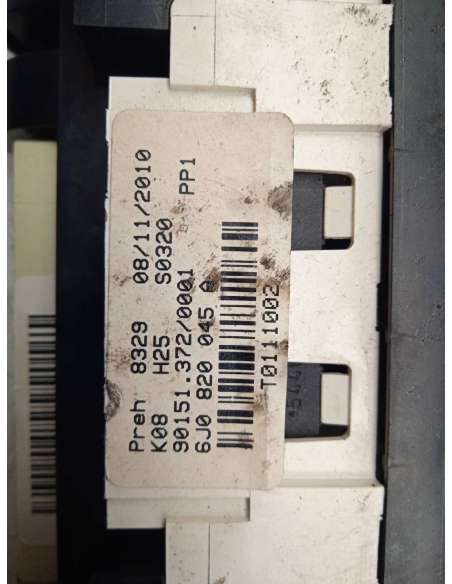 Preh 8329 08/11/2010
K08 H25 S0320 PP1
90151.372/0001
6J0 820 045
T0111002